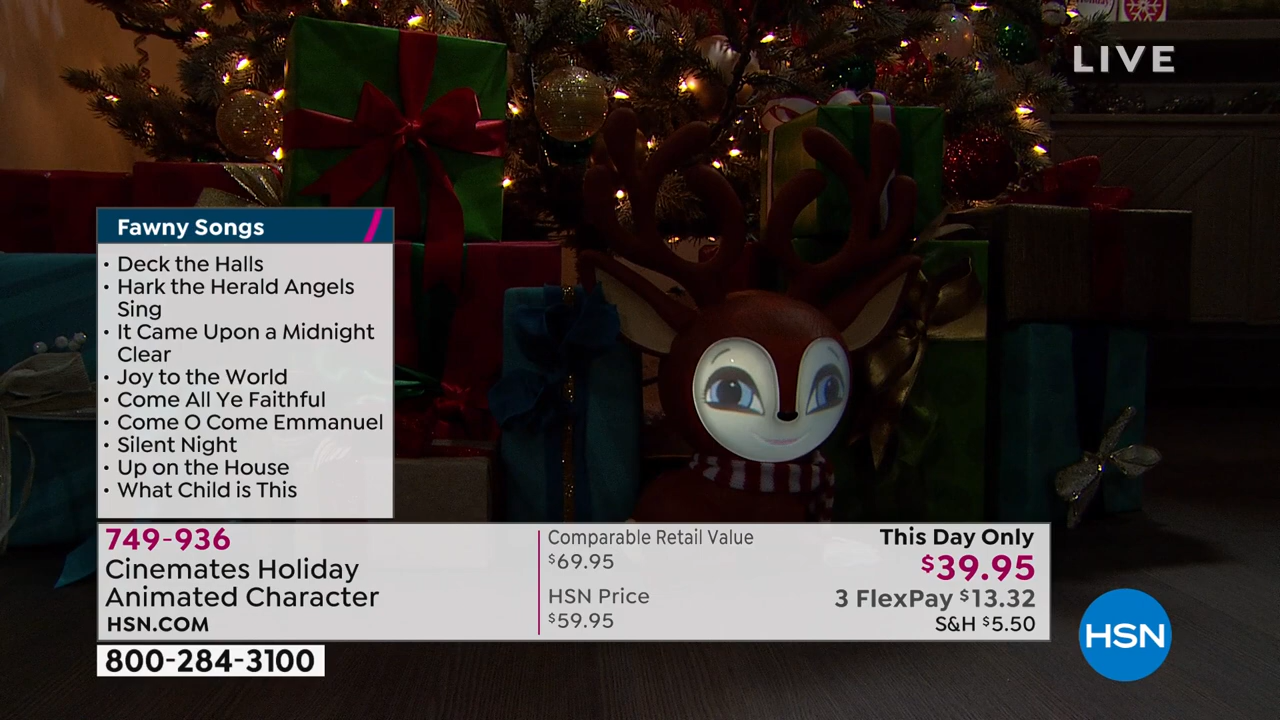 LIVE
Fawny Songs
• Deck the Halls
• Hark the Herald Angels
Sing
• It Came Upon a Midnight
Clear
• Joy to the World
• Come All Ye Faithful
• Come O Come Emmanuel
• Silent Night
• Up on the House
• What Child is This
749-936
Cinemates Holiday
Animated Character
HSN.COM
Comparable Retail Value
$69.95
HSN Price
$59.95
This Day Only
$39.95
3 FlexPay $13.32
S&H $5.50
800-284-3100
HSN